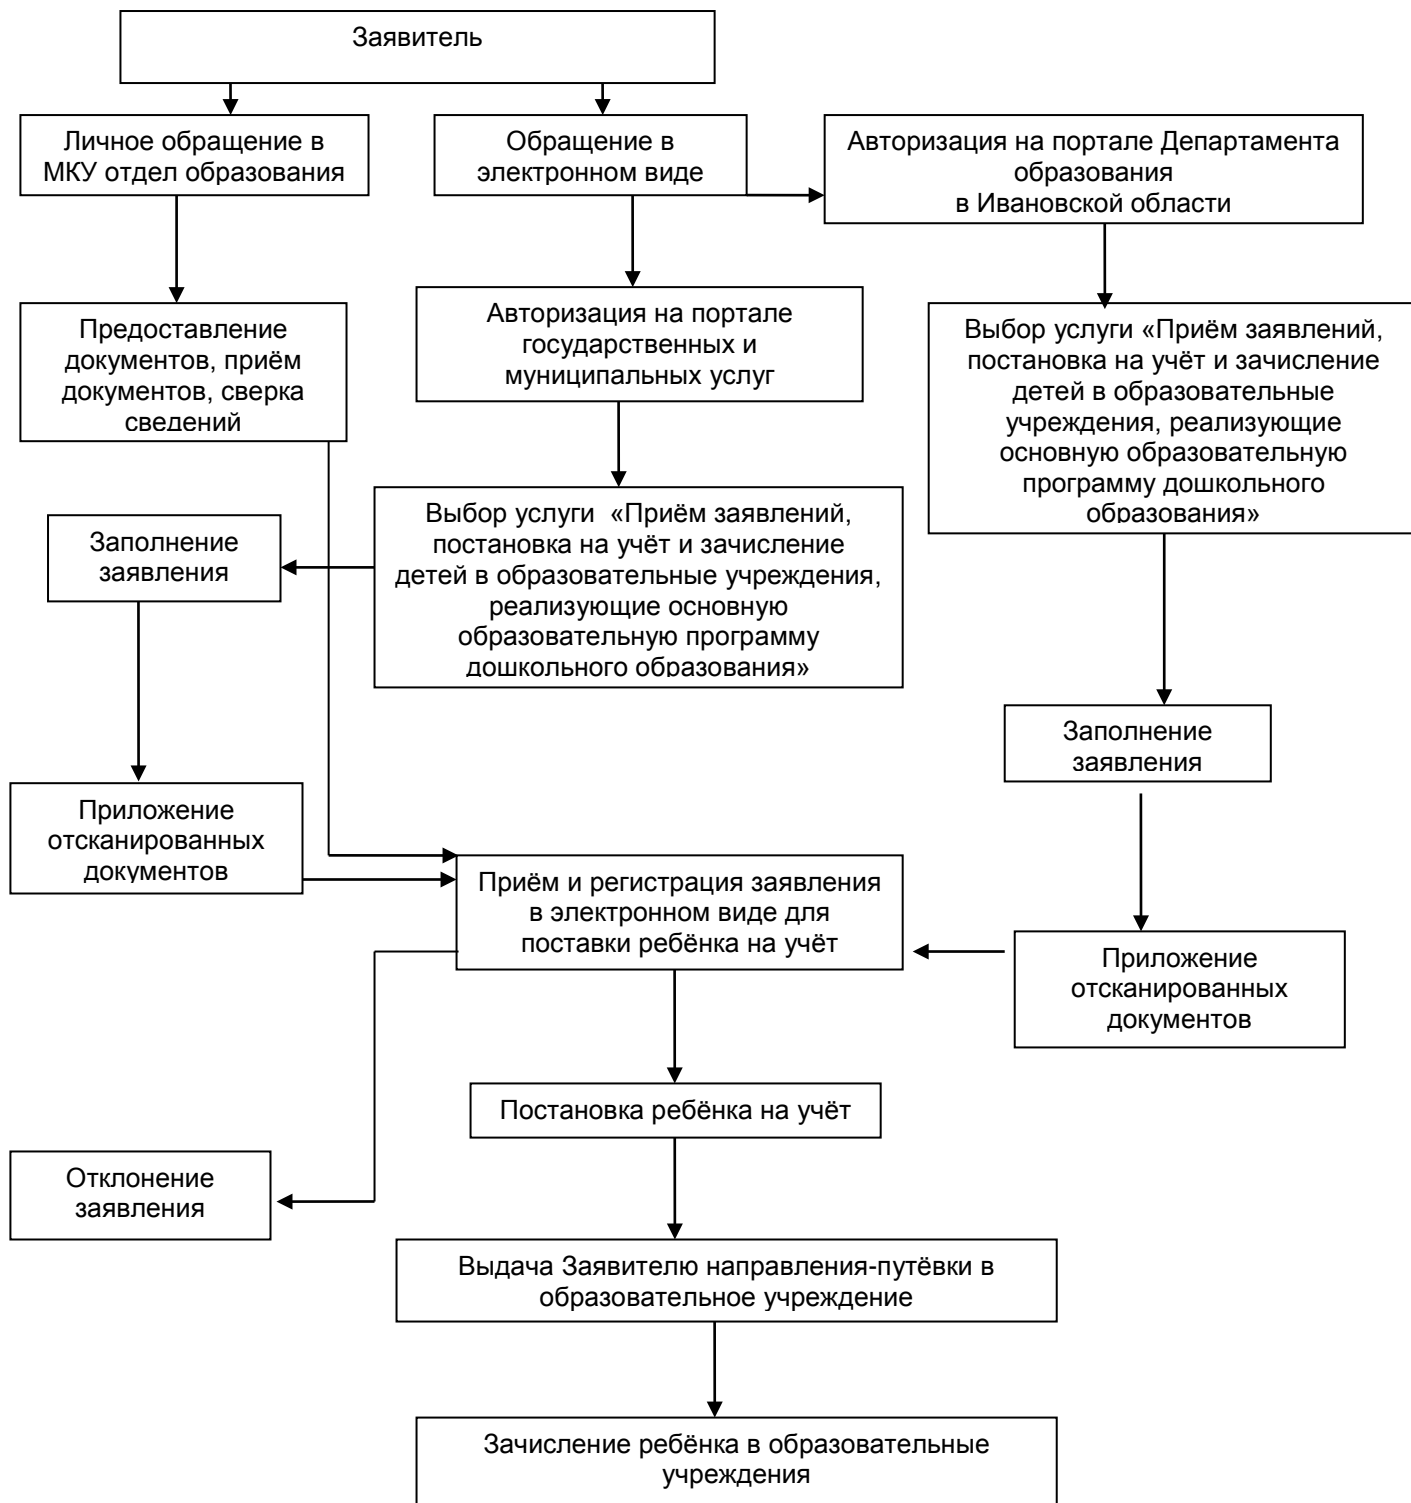 Заявитель
Личное обращение в
МКУ отдел образования
Обращение в
электронном виде
Авторизация на портале Департамента
образования
в Ивановской области
Предоставление
документов, приём
документов, сверка
сведений
Авторизация на портале
государственных и
муниципальных услуг
Выбор услуги «Приём заявлений,
постановка на учёт и зачисление
детей в образовательные
учреждения, реализующие
основную образовательную
программу дошкольного
образования»
Заполнение
заявления
Выбор услуги «Приём заявлений,
постановка на учёт и зачисление
детей в образовательные учреждения,
реализующие основную
образовательную программу
дошкольного образования»
Заполнение
заявления
Приложение
отсканированных
документов
Приём и регистрация заявления
в электронном виде для
поставки ребёнка на учёт
Приложение
отсканированных
документов
Постановка ребёнка на учёт
Отклонение
заявления
Выдача Заявителю направления-путёвки в
образовательное учреждение
Зачисление ребёнка в образовательные
учреждения